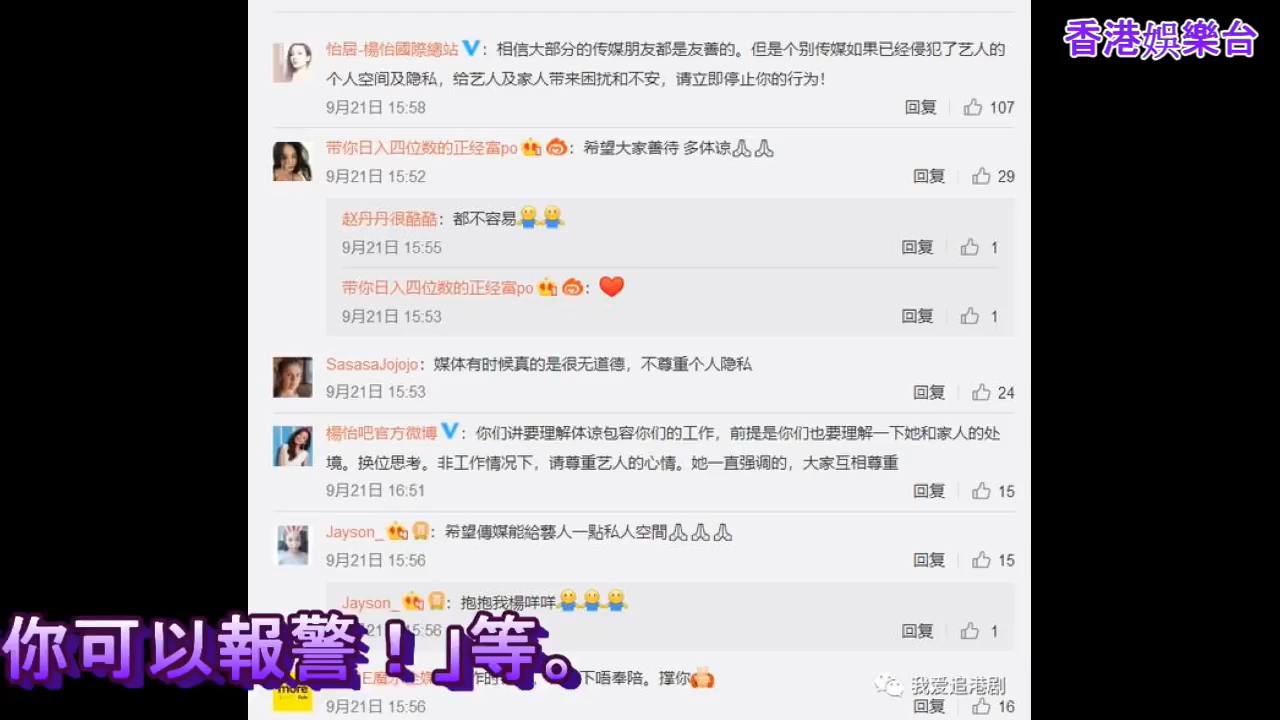 香港娛樂台
怡居-楊怡國際總站：相信大部分的传媒朋友都是友善的。但是个别传媒如果已经侵犯了艺人的
个人空间及隐私，给艺人及家人带来困扰和不安，请立即停止你的行为！
9月21日 15:58 回复 107
带你日入四位数的正经富po：希望大家善待 多体谅
9月21日 15:52 回复 29
赵丹丹很酷酷：都不容易
9月21日 15:55 回复 1
带你日入四位数的正经富po：
9月21日 15:53 回复 1
SasasaJojojo：媒体有时候真的是很无道德，不尊重个人隐私
9月21日 15:53 回复 24
楊怡吧官方微博：你们讲要理解体谅包容你们的工作，前提是你们也要理解一下她和家人的处
境。换位思考。非工作情况下，请尊重艺人的心情。她一直强调的，大家互相尊重
9月21日 16:51 回复 15
Jayson_：希望傳媒能給藝人一點私人空間
9月21日 15:56 回复 15
Jayson_：抱抱我楊咩咩
21日 15:56 回复 1
你可以報警！」等。
下唔奉陪。撑你
我爱追港剧
more
9月21日 15:56 回复 16